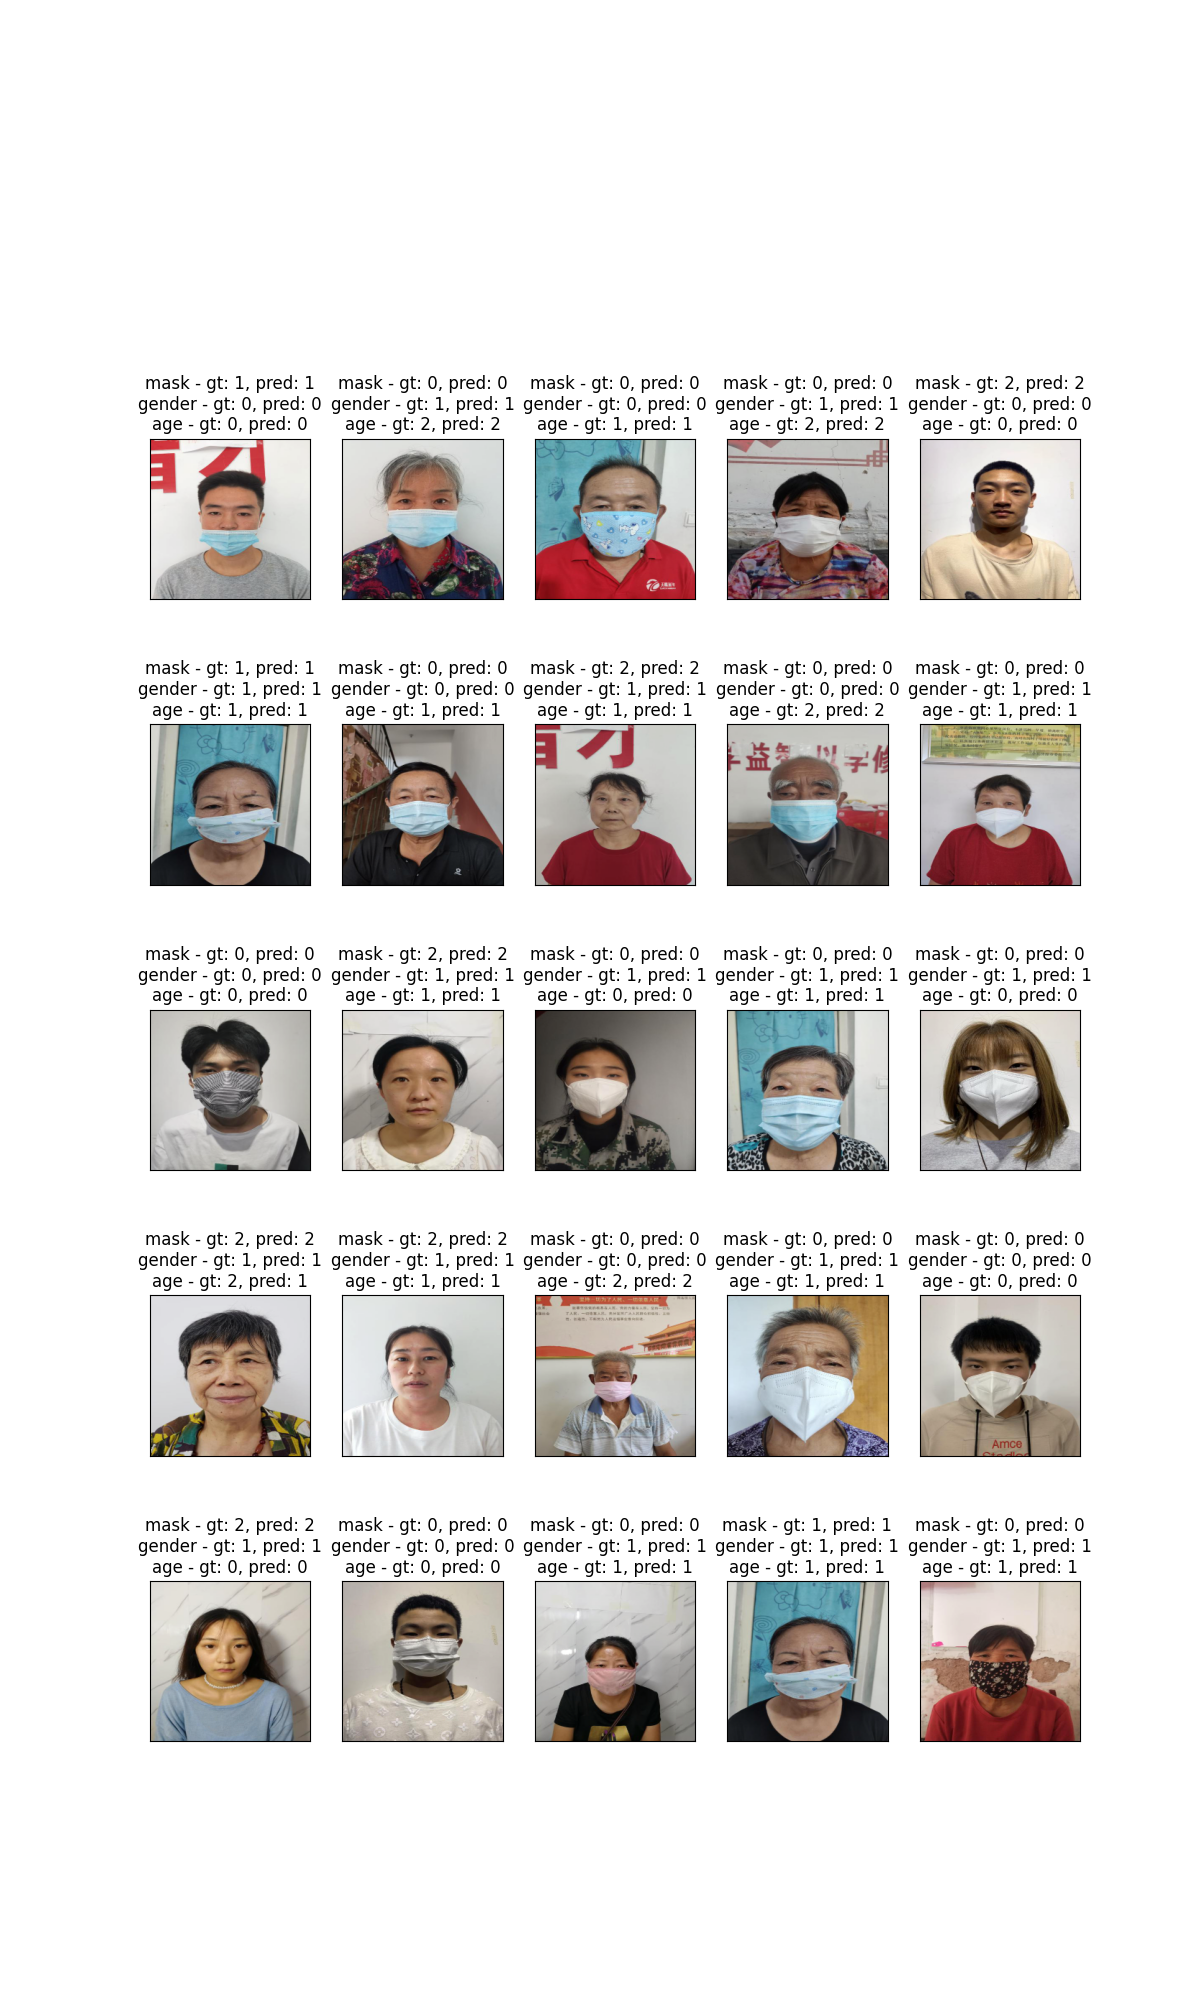 mask - gt: 1, pred: 1
gender - gt: 0, pred: 0
age - gt: 0, pred: 0
mask - gt: 0, pred: 0
gender - gt: 1, pred: 1
age - gt: 2, pred: 2
mask - gt: 0, pred: 0
gender - gt: 0, pred: 0
age - gt: 1, pred: 1
mask - gt: 0, pred: 0
gender - gt: 1, pred: 1
age - gt: 2, pred: 2
mask - gt: 2, pred: 2
gender - gt: 0, pred: 0
age - gt: 0, pred: 0
mask - gt: 1, pred: 1
gender - gt: 1, pred: 1
age - gt: 1, pred: 1
mask - gt: 0, pred: 0
gender - gt: 0, pred: 0
age - gt: 1, pred: 1
mask - gt: 2, pred: 2
gender - gt: 1, pred: 1
age - gt: 1, pred: 1
mask - gt: 0, pred: 0
gender - gt: 0, pred: 0
age - gt: 2, pred: 2
益 以学修
mask - gt: 0, pred: 0
gender - gt: 1, pred: 1
age - gt: 1, pred: 1
mask - gt: 0, pred: 0
gender - gt: 0, pred: 0
age - gt: 0, pred: 0
mask - gt: 2, pred: 2
gender - gt: 1, pred: 1
age - gt: 1, pred: 1
mask - gt: 0, pred: 0
gender - gt: 1, pred: 1
age - gt: 0, pred: 0
mask - gt: 0, pred: 0
gender - gt: 1, pred: 1
age - gt: 1, pred: 1
mask - gt: 0, pred: 0
gender - gt: 1, pred: 1
age - gt: 0, pred: 0
mask - gt: 2, pred: 2
gender - gt: 1, pred: 1
age - gt: 2, pred: 1
mask - gt: 2, pred: 2
gender - gt: 1, pred: 1
age - gt: 1, pred: 1
mask - gt: 0, pred: 0
gender - gt: 0, pred: 0
age - gt: 2, pred: 2
mask - gt: 0, pred: 0
gender - gt: 1, pred: 1
age - gt: 1, pred: 1
mask - gt: 0, pred: 0
gender - gt: 0, pred: 0
age - gt: 0, pred: 0
Amce
mask - gt: 2, pred: 2
gender - gt: 1, pred: 1
age - gt: 0, pred: 0
mask - gt: 0, pred: 0
gender - gt: 0, pred: 0
age - gt: 0, pred: 0
mask - gt: 0, pred: 0
gender - gt: 1, pred: 1
age - gt: 1, pred: 1
mask - gt: 1, pred: 1
gender - gt: 1, pred: 1
age - gt: 1, pred: 1
mask - gt: 0, pred: 0
gender - gt: 1, pred: 1
age - gt: 1, pred: 1